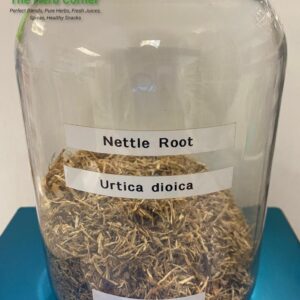 The Herb Corner
Perfect Blends, Pure Herbs, Fresh Juices,
Spices, Healthy Snacks
Nettle Root
Urtica dioica